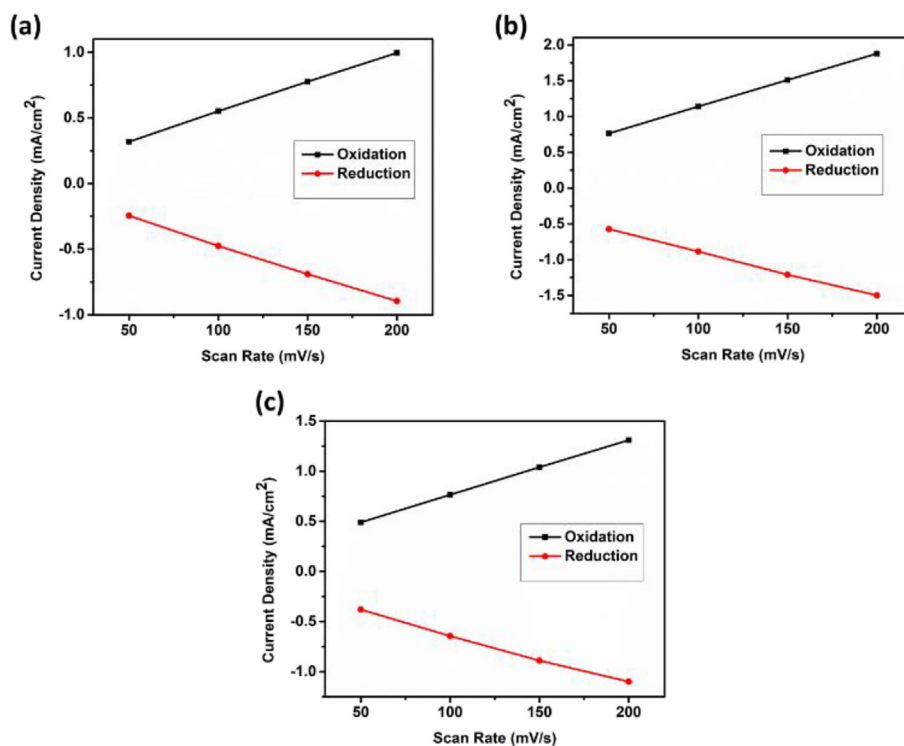 (a)
1.0
0.5
0.0
-0.5
-1.0
Current Density (mA/cm²)
Oxidation
Reduction
50 100 150 200
Scan Rate (mV/s)
(b)
2.0
1.5
1.0
0.5
0.0
-0.5
-1.0
-1.5
Current Density (mA/cm²)
Oxidation
Reduction
50 100 150 200
Scan Rate (mV/s)
(c)
1.5
1.0
0.5
0.0
-0.5
-1.0
Current Density (mA/cm²)
Oxidation
Reduction
50 100 150 200
Scan Rate (mV/s)